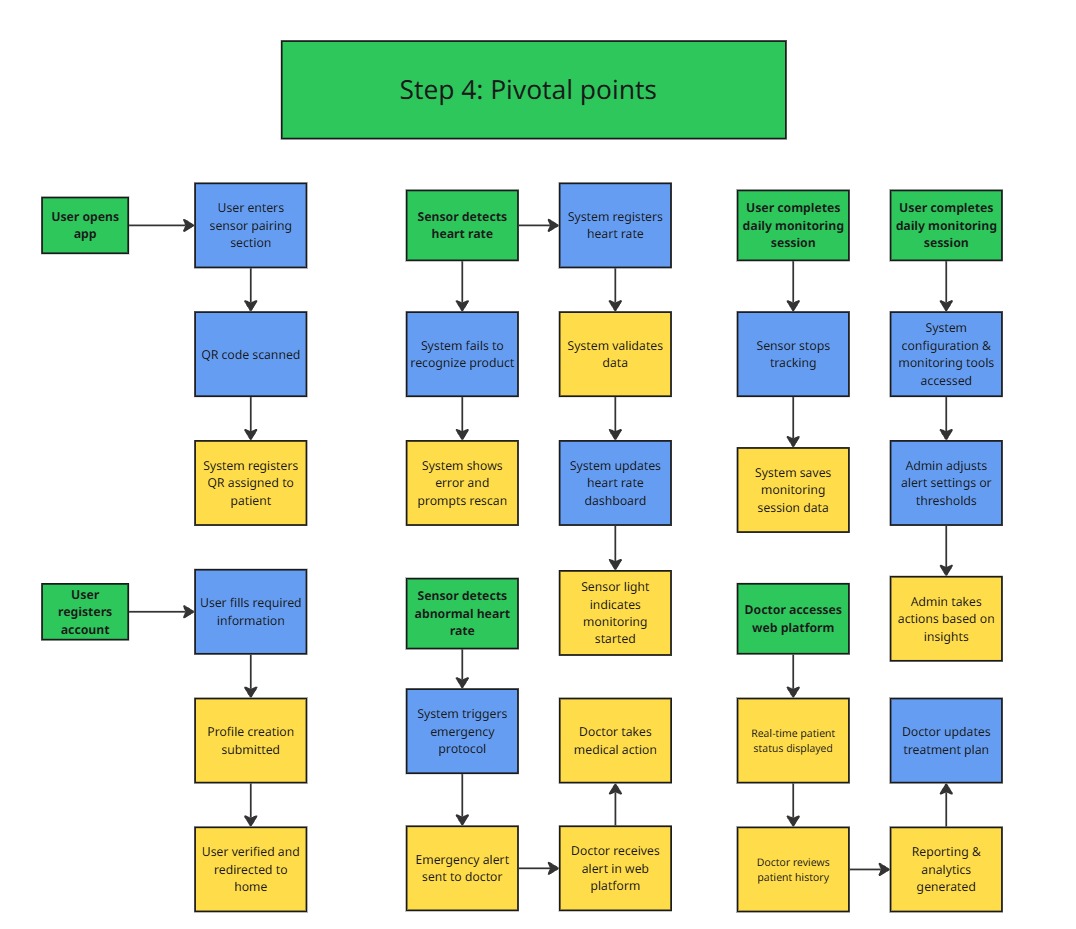 Step 4: Pivotal points
User opens
app
User enters
sensor pairing
section
QR code scanned
System registers
QR assigned to
patient
User
registers
account
User fills required
information
Profile creation
submitted
User verified and
redirected to
home
Sensor detects
heart rate
System registers
heart rate
System fails to
recognize product
System shows
error and
prompts rescan
System validates
data
System updates
heart rate
dashboard
Sensor light
indicates
monitoring
started
Sensor detects
abnormal heart
rate
System triggers
emergency
protocol
Emergency alert
sent to doctor
Doctor receives
alert in web
platform
Doctor takes
medical action
User completes
daily monitoring
session
Sensor stops
tracking
System saves
monitoring
session data
User completes
daily monitoring
session
System
configuration &
monitoring tools
accessed
Admin adjusts
alert settings or
thresholds
Admin takes
actions based on
insights
Doctor accesses
web platform
Real-time patient
status displayed
Doctor reviews
patient history
Reporting &
analytics
generated
Doctor updates
treatment plan